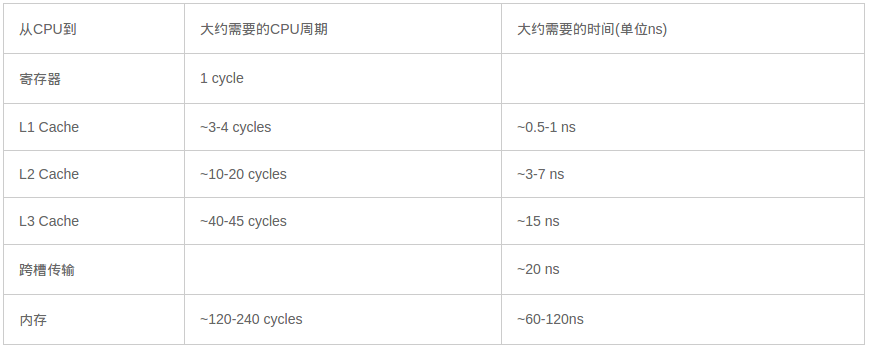 从CPU到 大约需要的CPU周期 大约需要的时间(单位ns)
寄存器 1 cycle
L1 Cache ~3-4 cycles ~0.5-1 ns
L2 Cache ~10-20 cycles ~3-7 ns
L3 Cache ~40-45 cycles ~15 ns
跨槽传输 ~20 ns
内存 ~120-240 cycles ~60-120ns